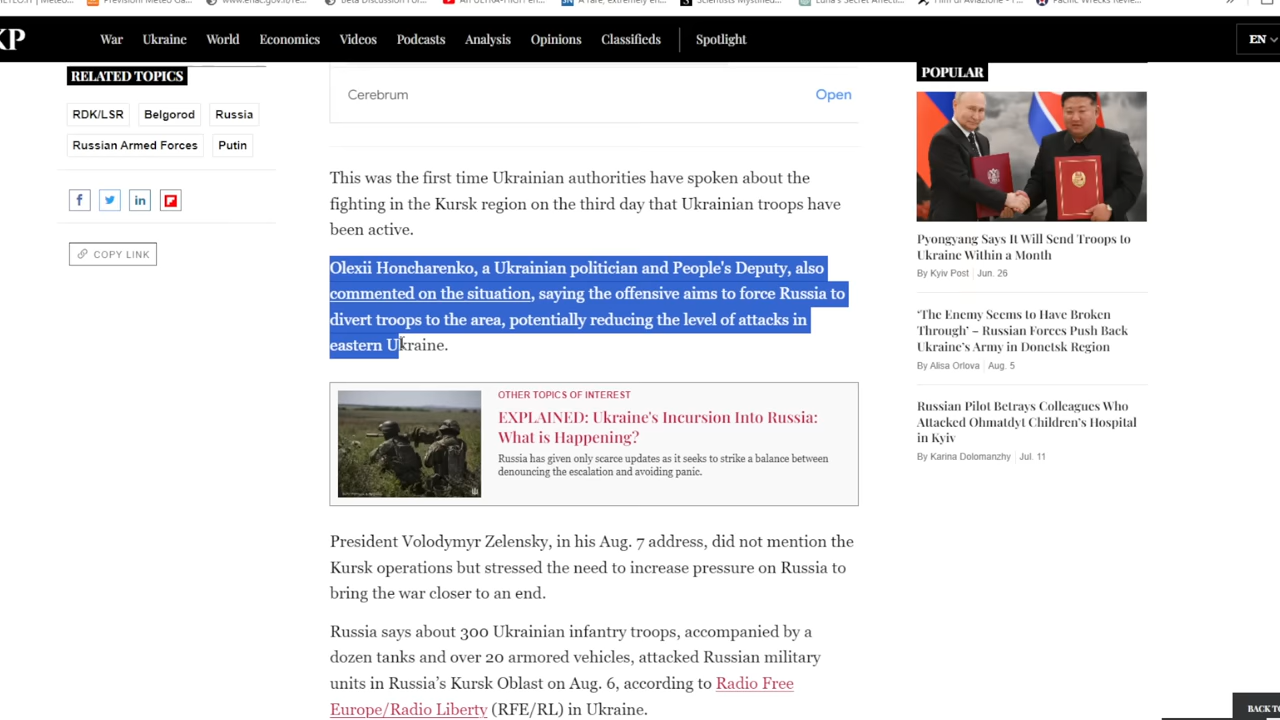 www.enac.gov.it/re...
Beta Discussion For...
KP
War
Ukraine
World
Economics
Videos
Podcasts
Analysis
Opinions
Classifieds
Spotlight
EN
RELATED TOPICS
RDK/LSR
Belgorod
Russia
Russian Armed Forces
Putin
COPY LINK
Cerebrum
Open
This was the first time Ukrainian authorities have spoken about the
fighting in the Kursk region on the third day that Ukrainian troops have
been active.
Olexii Honcharenko, a Ukrainian politician and People's Deputy, also
commented on the situation, saying the offensive aims to force Russia to
divert troops to the area, potentially reducing the level of attacks in
eastern Ukraine.
OTHER TOPICS OF INTEREST
EXPLAINED: Ukraine's Incursion Into Russia:
What is Happening?
Russia has given only scarce updates as it seeks to strike a balance between
denouncing the escalation and avoiding panic.
President Volodymyr Zelensky, in his Aug. 7 address, did not mention the
Kursk operations but stressed the need to increase pressure on Russia to
bring the war closer to an end.
Russia says about 300 Ukrainian infantry troops, accompanied by a
dozen tanks and over 20 armored vehicles, attacked Russian military
units in Russia’s Kursk Oblast on Aug. 6, according to Radio Free
Europe/Radio Liberty (RFE/RL) in Ukraine.
POPULAR
Pyongyang Says It Will Send Troops to
Ukraine Within a Month
By Kyiv Post | Jun. 26
‘The Enemy Seems to Have Broken
Through’ – Russian Forces Push Back
Ukraine’s Army in Donetsk Region
By Alisa Orlova | Aug. 5
Russian Pilot Betrays Colleagues Who
Attacked Ohmatdyt Children’s Hospital
in Kyiv
By Karina Dolomanzhy | Jul. 11
BACK TO